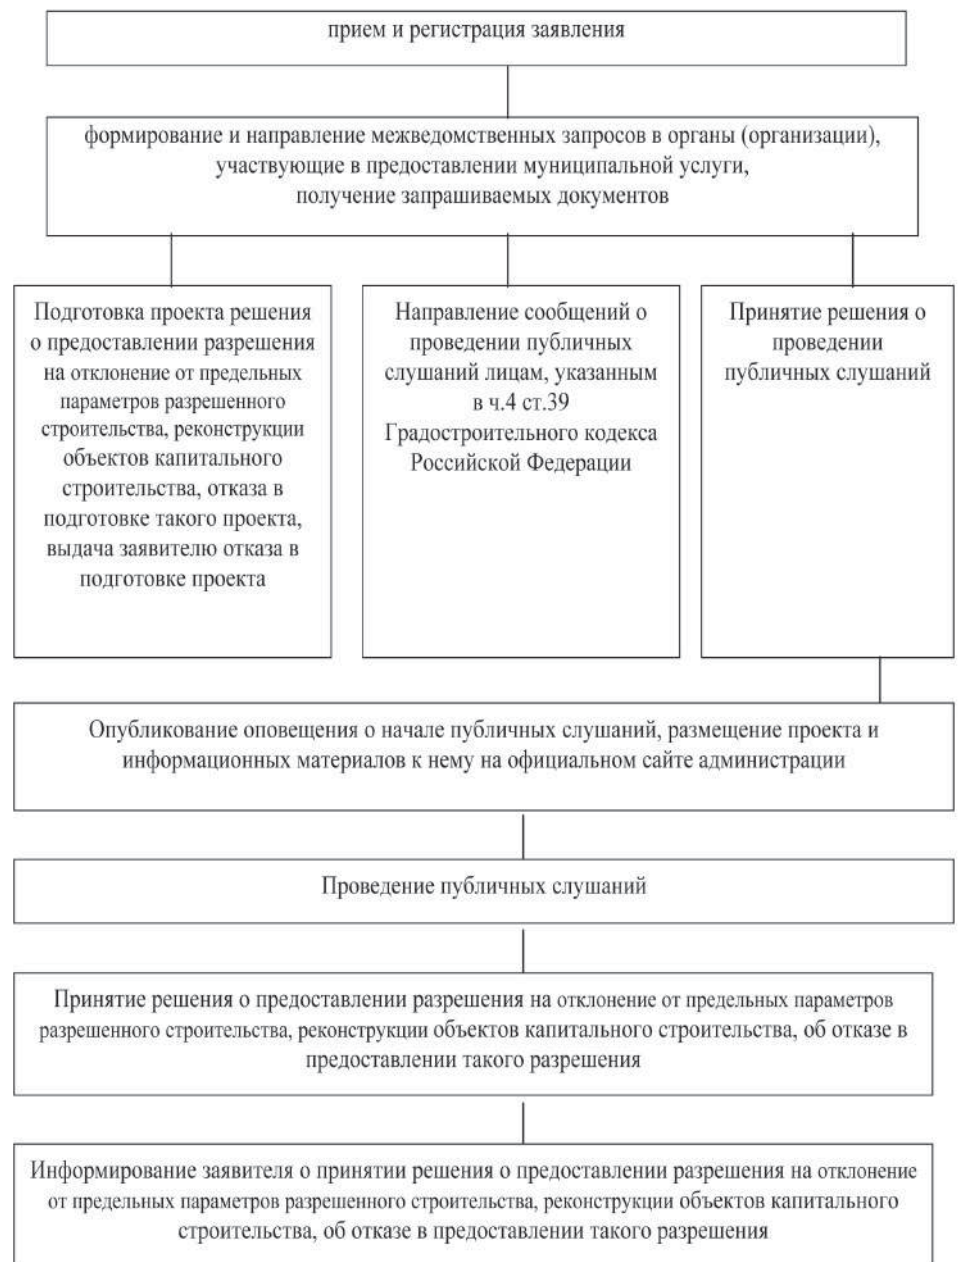 прием и регистрация заявления
формирование и направление межведомственных запросов в органы (организации),
участвующие в предоставлении муниципальной услуги,
получение запрашиваемых документов
Подготовка проекта решения
о предоставлении разрешения
на отклонение от предельных
параметров разрешенного
строительства, реконструкции
объектов капитального
строительства, отказа в
подготовке такого проекта,
выдача заявителю отказа в
подготовке проекта
Направление сообщений о
проведении публичных
слушаний лицам, указанным
в ч.4 ст.39
Градостроительного кодекса
Российской Федерации
Принятие решения о
проведении
публичных слушаний
Опубликование оповещения о начале публичных слушаний, размещение проекта и
информационных материалов к нему на официальном сайте администрации
Проведение публичных слушаний
Принятие решения о предоставлении разрешения на отклонение от предельных параметров
разрешенного строительства, реконструкции объектов капитального строительства, об отказе в
предоставлении такого разрешения
Информирование заявителя о принятии решения о предоставлении разрешения на отклонение
от предельных параметров разрешенного строительства, реконструкции объектов капитального
строительства, об отказе в предоставлении такого разрешения